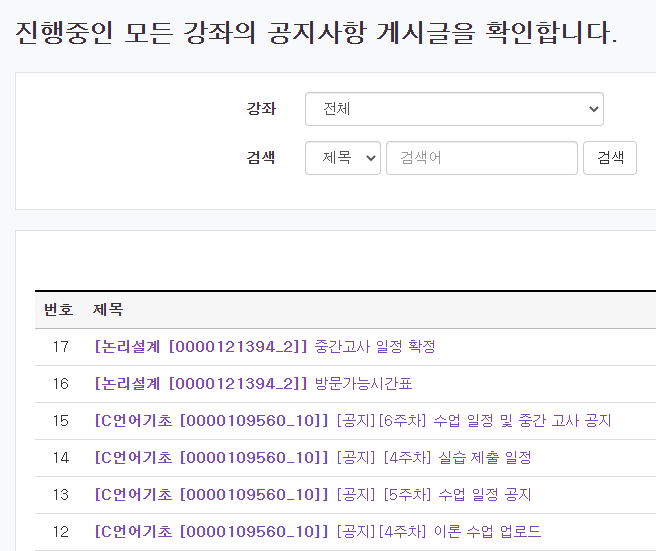 진행중인 모든 강좌의 공지사항 게시글을 확인합니다.
강좌 전체
검색 제목 검색어 검색
번호 제목
17 [논리설계 [0000121394_2]] 중간고사 일정 확정
16 [논리설계 [0000121394_2]] 방문가능시간표
15 [C언어기초 [0000109560_10]] [공지][6주차] 수업 일정 및 중간 고사 공지
14 [C언어기초 [0000109560_10]] [공지] [4주차] 실습 제출 일정
13 [C언어기초 [0000109560_10]] [공지] [5주차] 수업 일정 공지
12 [C언어기초 [0000109560_10]] [공지][4주차] 이론 수업 업로드